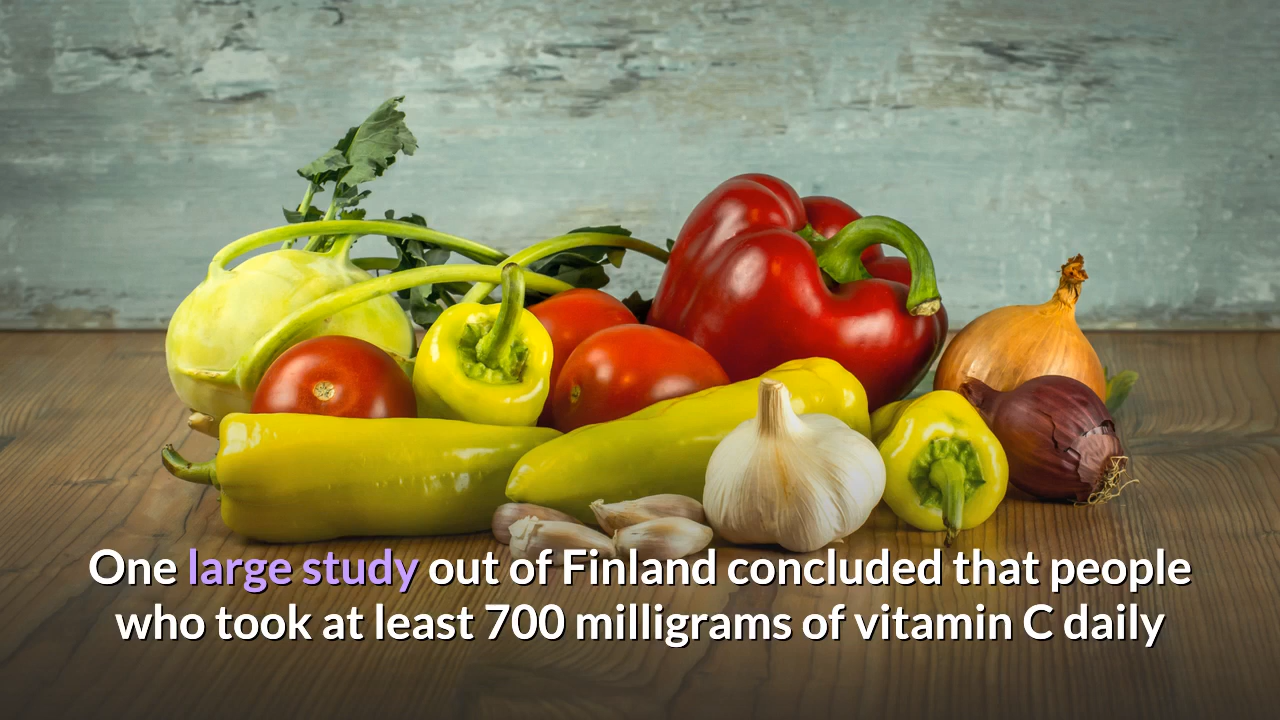 One large study out of Finland concluded that people
who took at least 700 milligrams of vitamin C daily